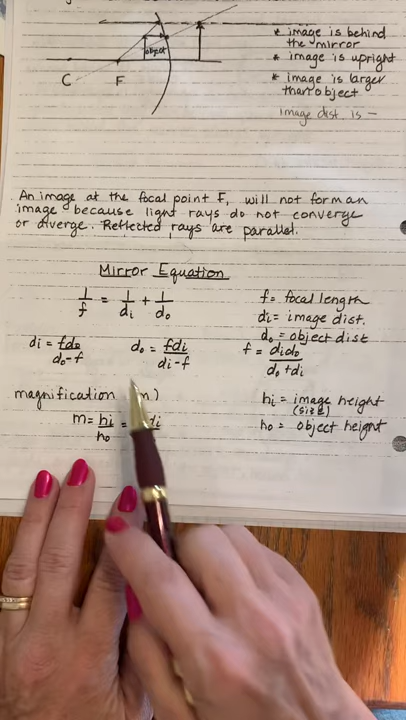 object
C
F
* image is behind
the mirror
* image is upright
* image is larger
than object
image dist. is –
An image at the focal point F, will not form an
image because light rays do not converge
or diverge. Reflected rays are parallel.
Mirror Equation
1/f = 1/di + 1/do
f = focal length
di = image dist.
do = object dist
di = fdo/do-f
do = fdi/di-f
f = dido/do+di
magnification m)
m = hi/ho = di
hi = image height
(size)
ho = object height